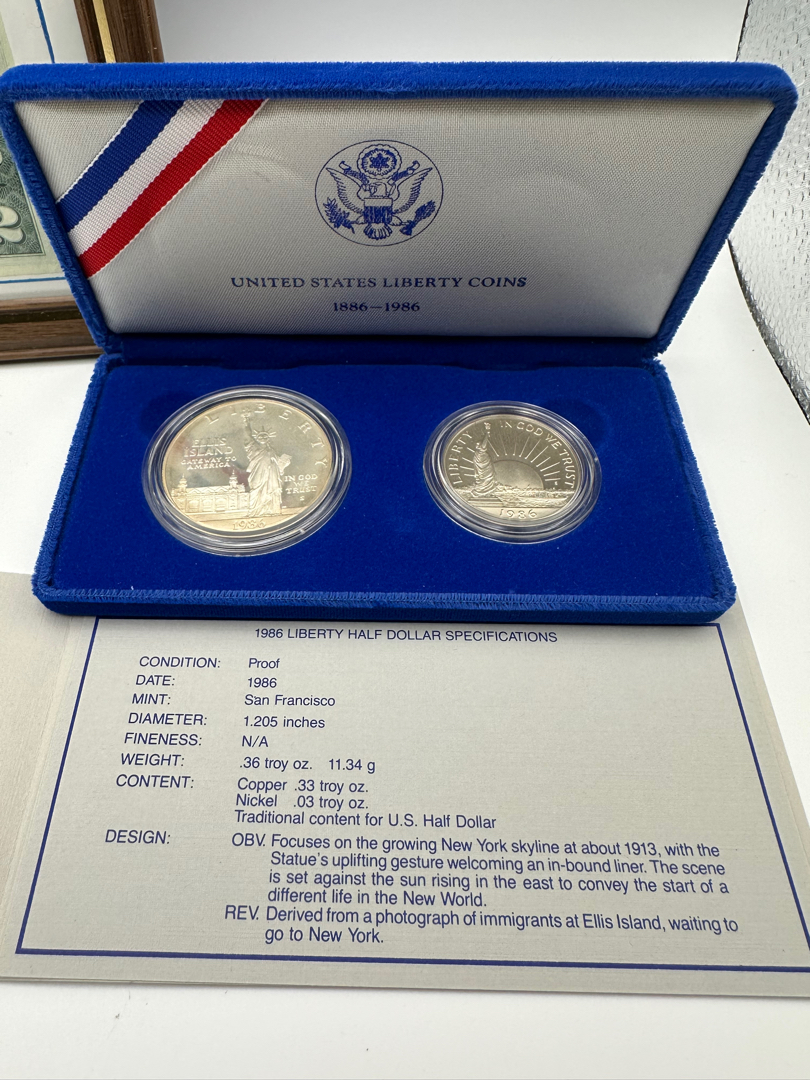 2
UNITED STATES LIBERTY COINS
1886–1986
LIBERTY
ELLIS
ISLAND
GATEWAY TO
AMERICA
IN GOD
WE
TRUST
S
1986
LIBERTY
IN GOD WE TRUST
1986
1986 LIBERTY HALF DOLLAR SPECIFICATIONS
CONDITION: Proof
DATE: 1986
MINT: San Francisco
DIAMETER: 1.205 inches
FINENESS: N/A
WEIGHT: .36 troy oz. 11.34 g
CONTENT: Copper .33 troy oz.
Nickel .03 troy oz.
Traditional content for U.S. Half Dollar
DESIGN: OBV. Focuses on the growing New York skyline at about 1913, with the
Statue's uplifting gesture welcoming an in-bound liner. The scene
is set against the sun rising in the east to convey the start of a
different life in the New World.
REV. Derived from a photograph of immigrants at Ellis Island, waiting to
go to New York.